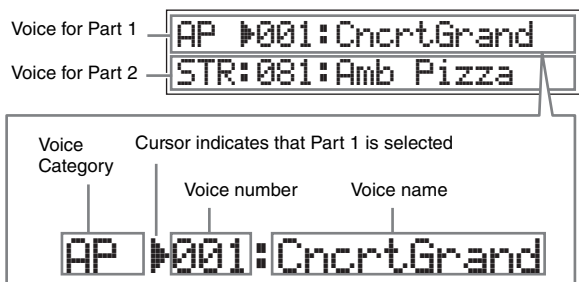 Voice for Part 1
AP ▶001:CncrtGrand
Voice for Part 2
STR:081:Amb Pizza
Voice
Category
Cursor indicates that Part 1 is selected
Voice number
Voice name
AP ▶001:CncrtGrand